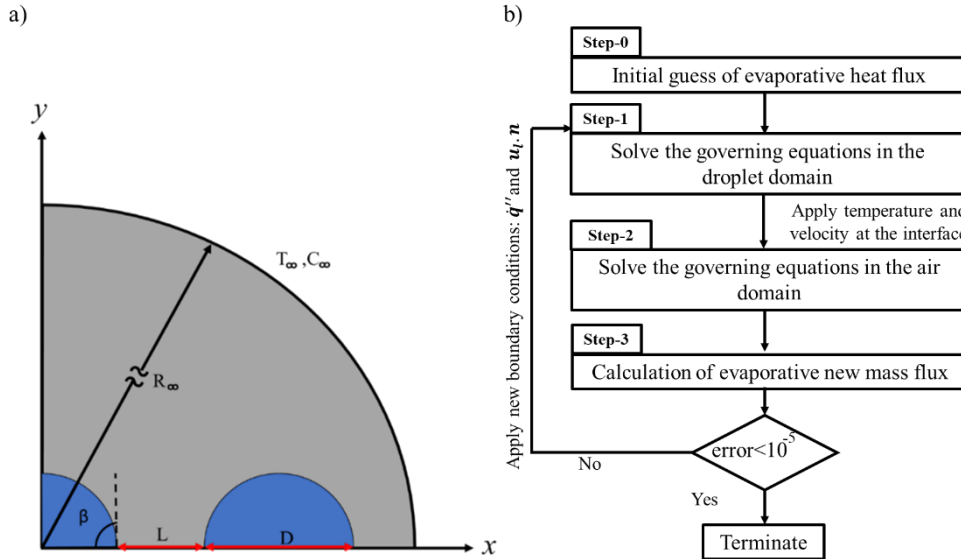 a)
y
T∞ ,C∞
R∞
β
L
D
x
b)
Step-0
Initial guess of evaporative heat flux
Step-1
Solve the governing equations in the
droplet domain
Apply temperature and
velocity at the interface
Step-2
Solve the governing equations in the air
domain
Step-3
Calculation of evaporative new mass flux
error<10⁻⁵
No
Yes
Terminate
Apply new boundary conditions: q̇″ and u_l.n